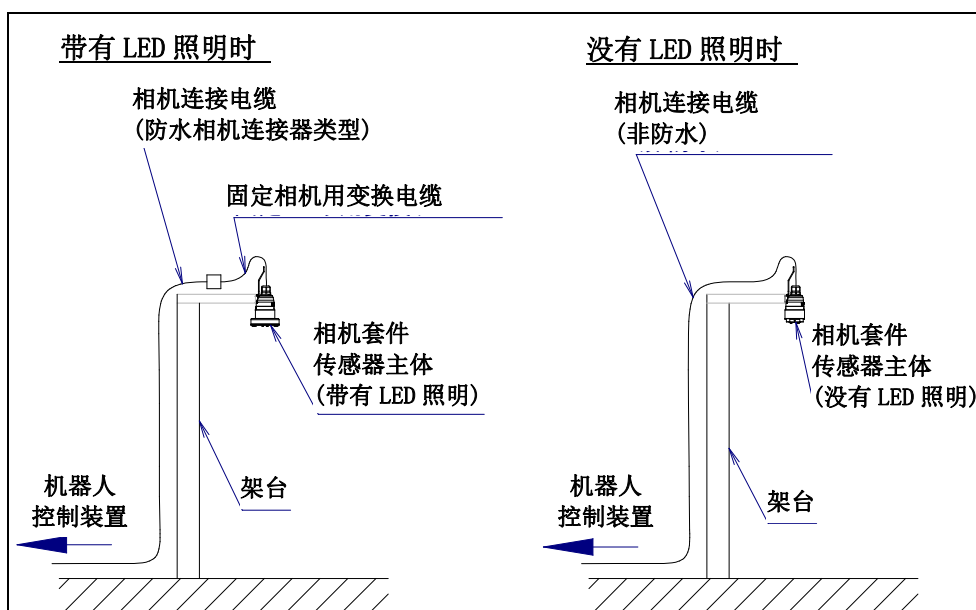 带有 LED 照明时
相机连接电缆
(防水相机连接器类型)
固定相机用变换电缆
相机套件
传感器主体
(带有 LED 照明)
架台
机器人
控制装置
没有 LED 照明时
相机连接电缆
(非防水)
相机套件
传感器主体
(没有 LED 照明)
架台
机器人
控制装置